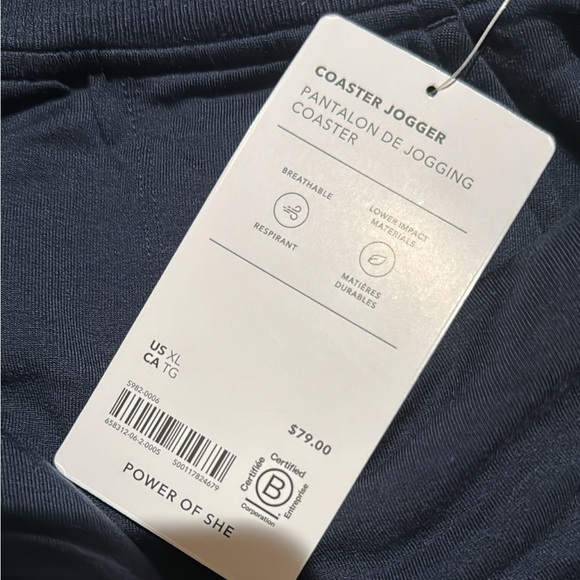 COASTER JOGGER
PANTALON DE JOGGING
COASTER
BREATHABLE
RESPIRANT
LOWER IMPACT
MATERIALS
MATIÈRES
DURABLES
US XL
CA TG
5982-0006
658312-06-2-0005
500117824679
$79.00
POWER OF SHE
Certified
Certifiée
B
Corporation
Entreprise